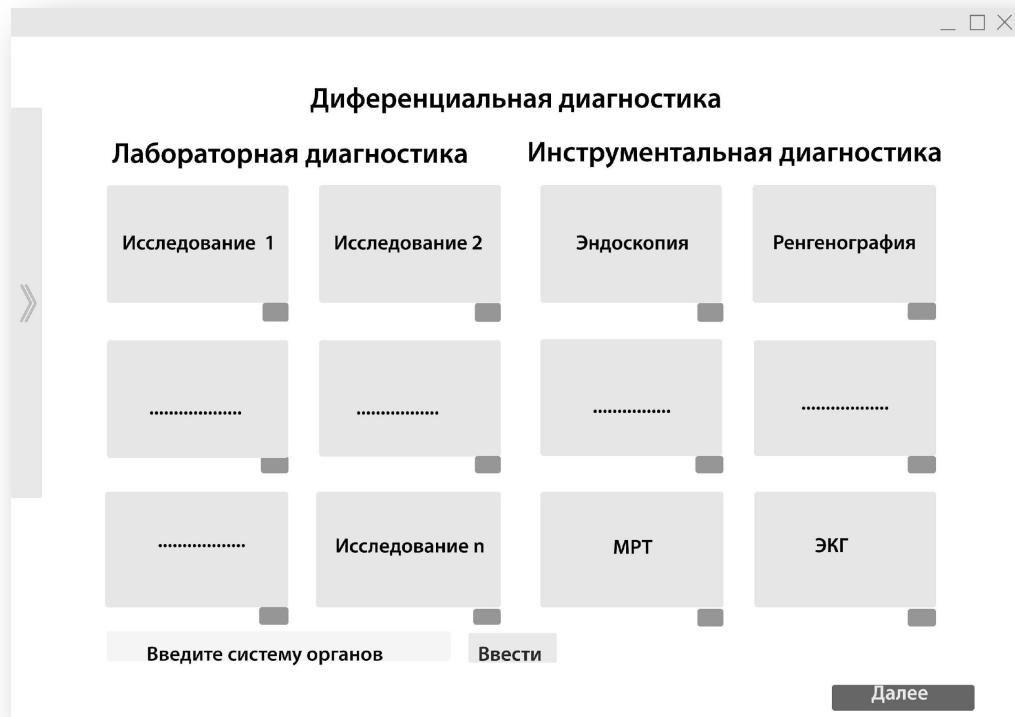 Диференциальная диагностика
Лабораторная диагностика
Инструментальная диагностика
Исследование 1
Исследование 2
Эндоскопия
Ренгенография
...................
.................
................
..................
..................
Исследование n
МРТ
ЭКГ
Введите систему органов
Ввести
Далее